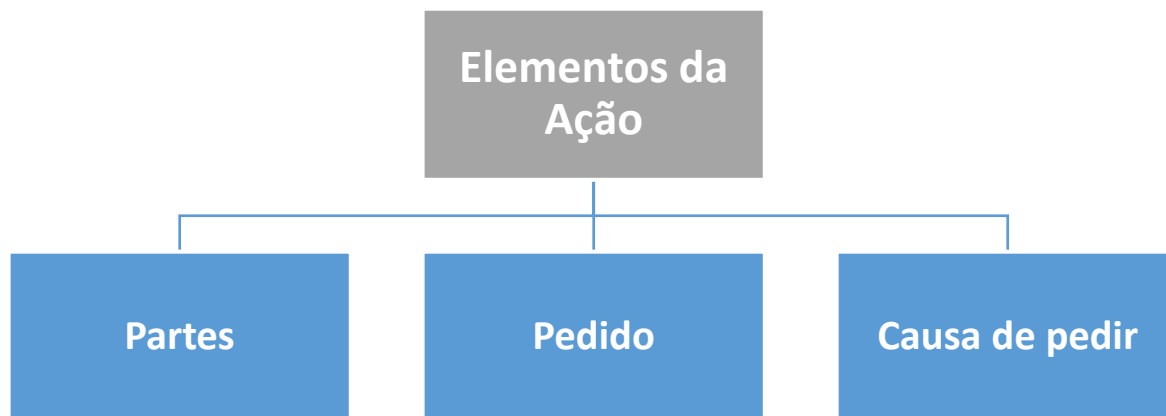 Elementos da
Ação
Partes
Pedido
Causa de pedir